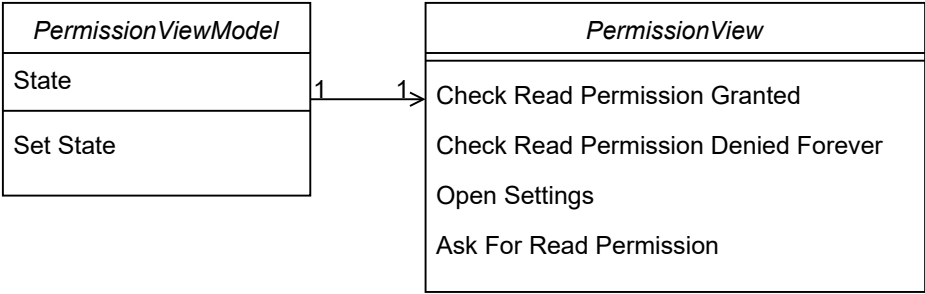 PermissionViewModel
State
Set State
1
1
PermissionView
Check Read Permission Granted
Check Read Permission Denied Forever
Open Settings
Ask For Read Permission